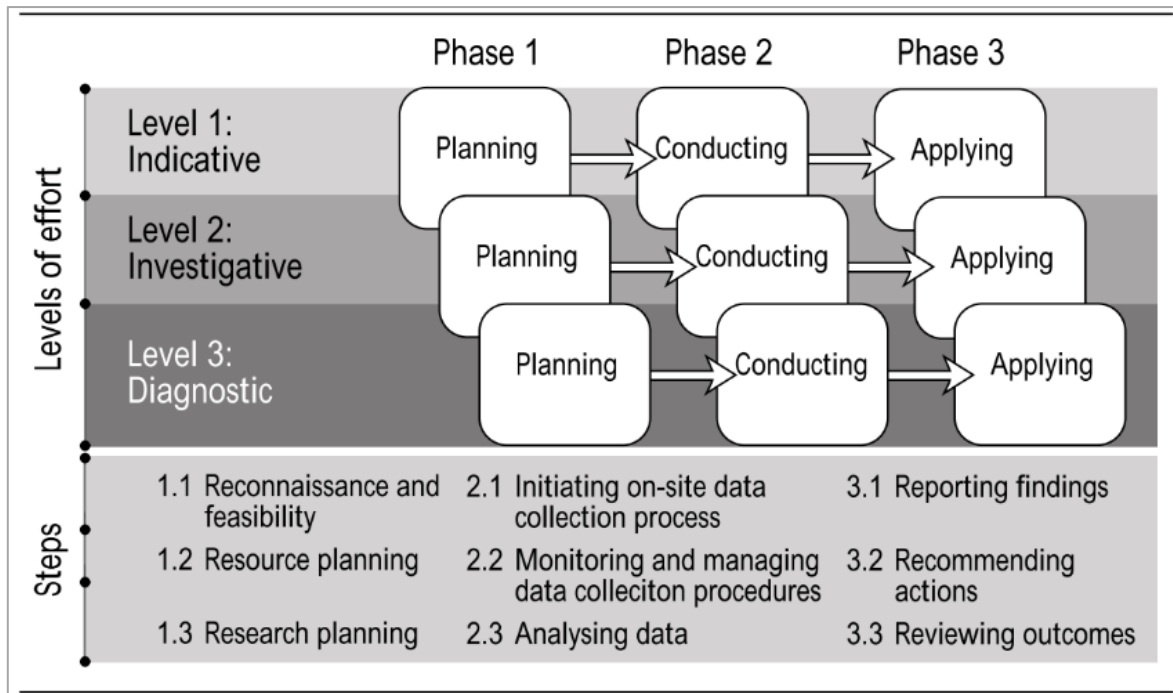 Phase 1 Phase 2 Phase 3
Levels of effort
Level 1:
Indicative
Planning Conducting Applying
Level 2:
Investigative
Planning Conducting Applying
Level 3:
Diagnostic
Planning Conducting Applying
Steps
1.1 Reconnaissance and
feasibility
1.2 Resource planning
1.3 Research planning
2.1 Initiating on-site data
collection process
2.2 Monitoring and managing
data colleciton procedures
2.3 Analysing data
3.1 Reporting findings
3.2 Recommending
actions
3.3 Reviewing outcomes